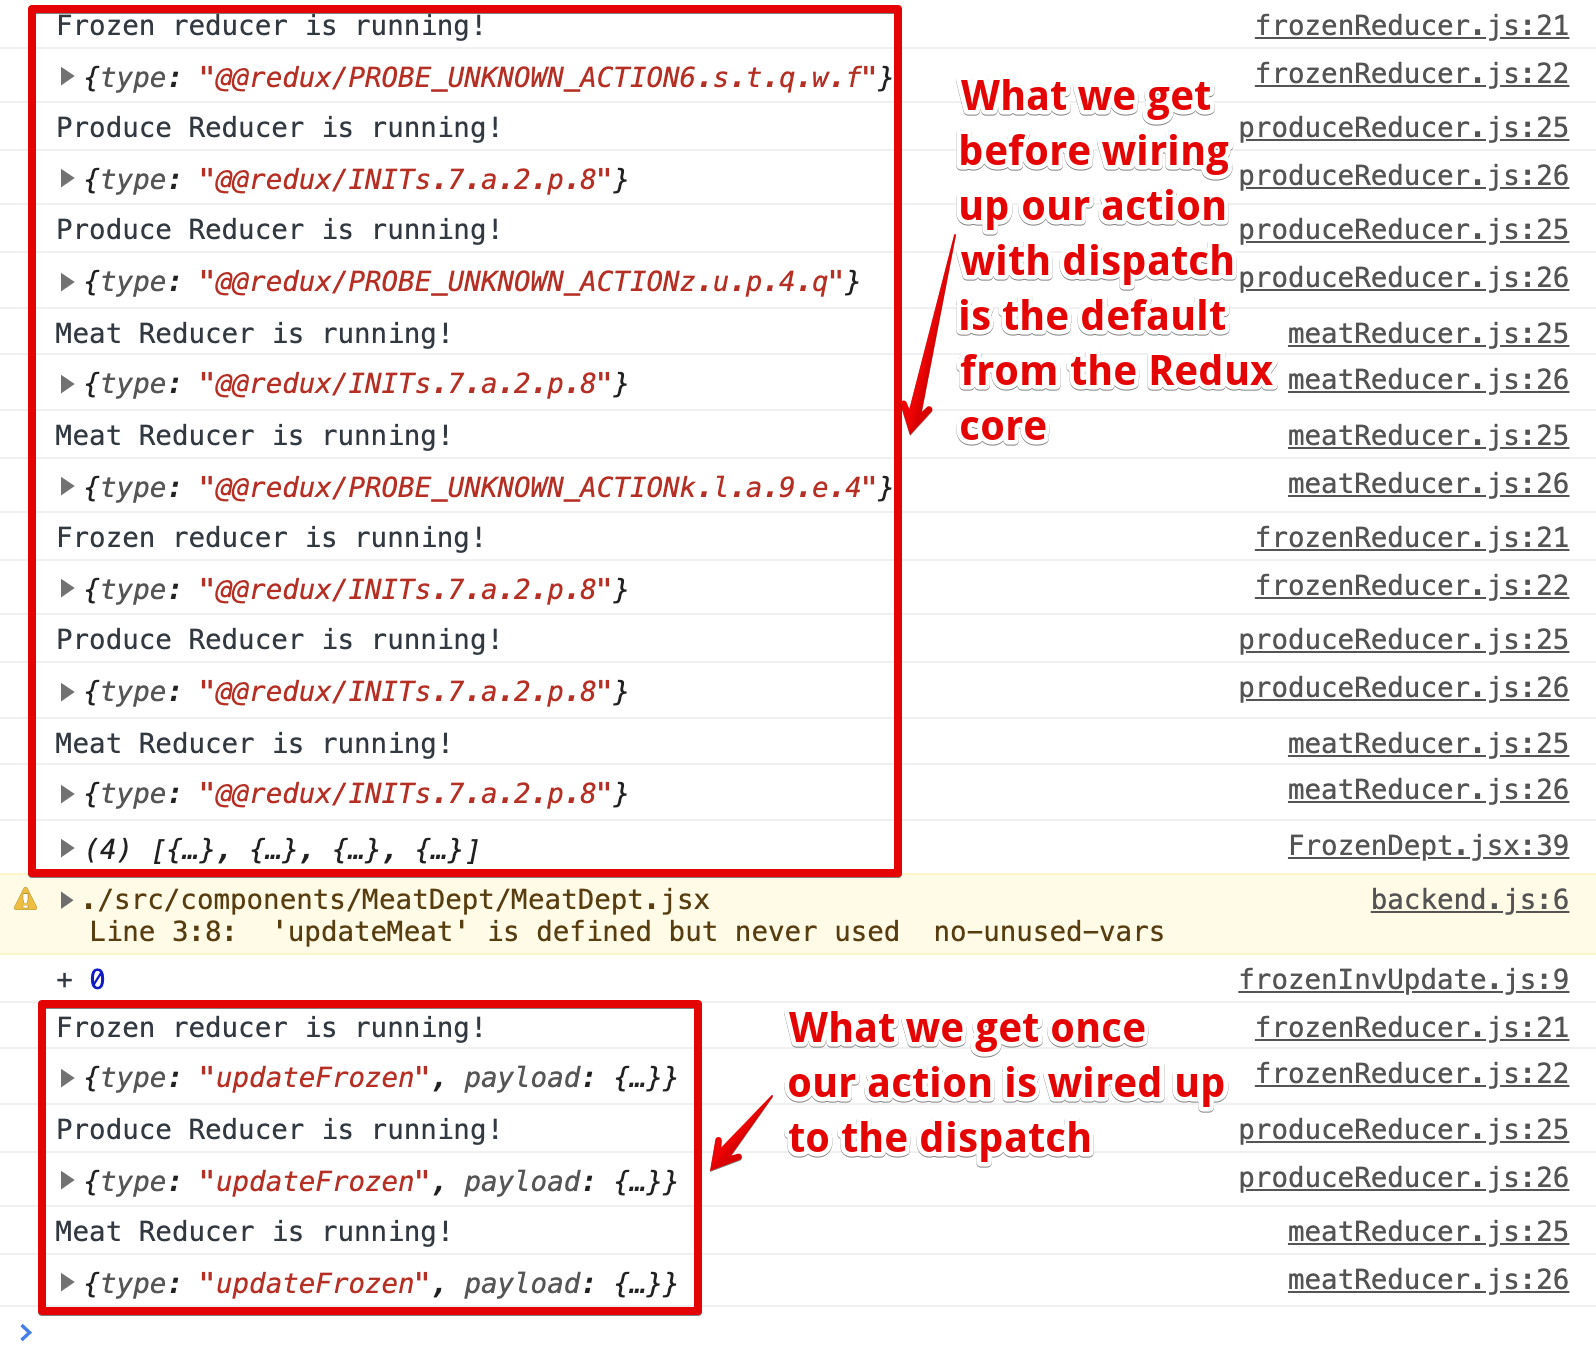 Frozen reducer is running! frozenReducer.js:21
{type: "@@redux/PROBE_UNKNOWN_ACTION6.s.t.q.w.f"} frozenReducer.js:22
Produce Reducer is running! produceReducer.js:25
{type: "@@redux/INITs.7.a.2.p.8"} produceReducer.js:26
Produce Reducer is running! produceReducer.js:25
{type: "@@redux/PROBE_UNKNOWN_ACTIONz.u.p.4.q"} produceReducer.js:26
Meat Reducer is running! meatReducer.js:25
{type: "@@redux/INITs.7.a.2.p.8"} meatReducer.js:26
Meat Reducer is running! meatReducer.js:25
{type: "@@redux/PROBE_UNKNOWN_ACTIONk.l.a.9.e.4"} meatReducer.js:26
Frozen reducer is running! frozenReducer.js:21
{type: "@@redux/INITs.7.a.2.p.8"} frozenReducer.js:22
Produce Reducer is running! produceReducer.js:25
{type: "@@redux/INITs.7.a.2.p.8"} produceReducer.js:26
Meat Reducer is running! meatReducer.js:25
{type: "@@redux/INITs.7.a.2.p.8"} meatReducer.js:26
(4) [{…}, {…}, {…}, {…}] FrozenDept.jsx:39
What we get
before wiring
up our action
with dispatch
is the default
from the Redux
core
./src/components/MeatDept/MeatDept.jsx backend.js:6
Line 3:8: 'updateMeat' is defined but never used no-unused-vars
+ 0 frozenInvUpdate.js:9
Frozen reducer is running! frozenReducer.js:21
{type: "updateFrozen", payload: {…}} frozenReducer.js:22
Produce Reducer is running! produceReducer.js:25
{type: "updateFrozen", payload: {…}} produceReducer.js:26
Meat Reducer is running! meatReducer.js:25
{type: "updateFrozen", payload: {…}} meatReducer.js:26
What we get once
our action is wired up
to the dispatch